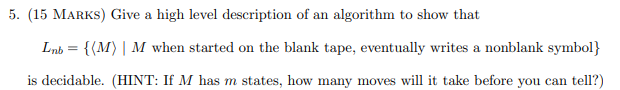 5. (15 MARKS) Give a high level description of an algorithm to show that
L_{nb} = {⟨M⟩ | M when started on the blank tape, eventually writes a nonblank symbol}
is decidable. (HINT: If M has m states, how many moves will it take before you can tell?)